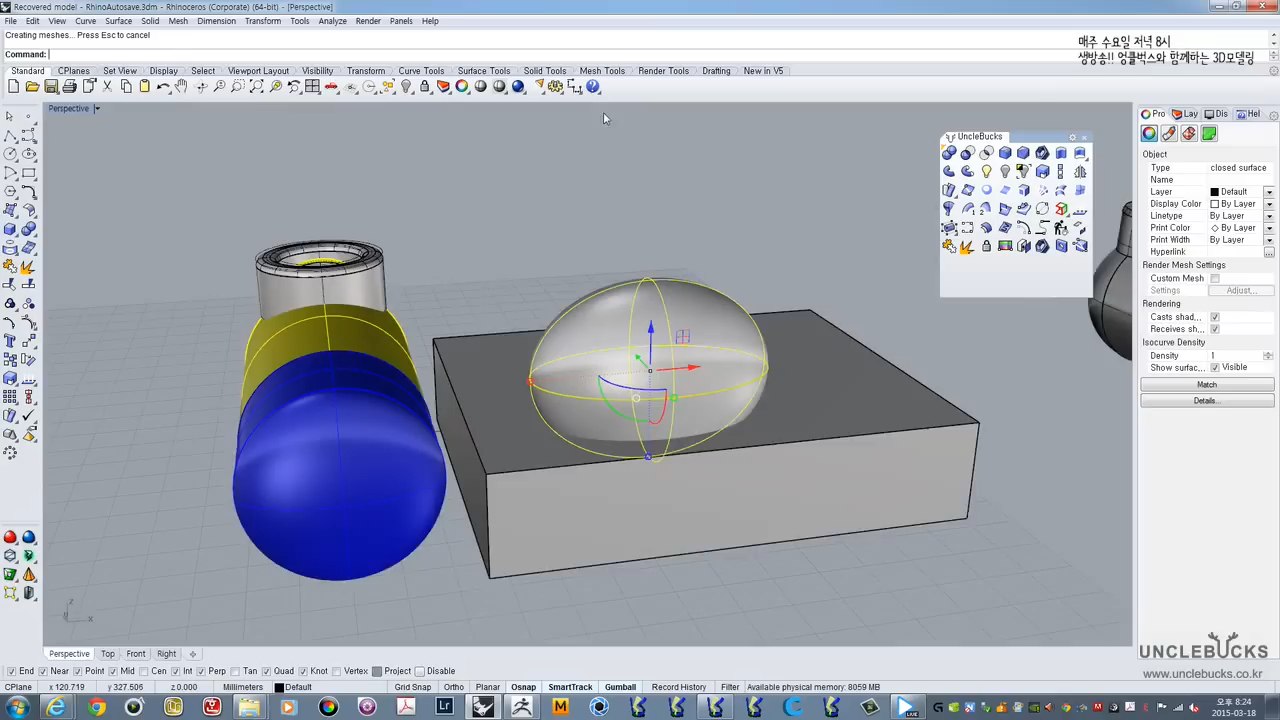 Recovered model - RhinoAutosave.3dm - Rhinoceros (Corporate) (64-bit) - [Perspective]
File Edit View Curve Surface Solid Mesh Dimension Transform Tools Analyze Render Panels Help
Creating meshes... Press Esc to cancel
매주 수요일 저녁 8시
Command:
생방송!! 엉클벅스와 함께하는 3D모델링
Standard CPlanes Set View Display Select Viewport Layout Visibility Transform Curve Tools Surface Tools Solid Tools Mesh Tools Render Tools Drafting New in V5
Perspective
Pro Lay Dis Hel
UncleBucks
Object
Type closed surface
Name
Layer Default
Display Color By Layer
Linetype By Layer
Print Color By Layer
Print Width By Layer
Hyperlink
Render Mesh Settings
Custom Mesh
Settings Adjust...
Rendering
Casts shad...
Receives sh...
Isocurve Density
Density 1
Show surfac... Visible
Match
Details...
z
x
Perspective Top Front Right
UNCLEBUCKS
www.unclebucks.co.kr
End Near Point Mid Cen Int Perp Tan Quad Knot Vertex Project Disable
CPlane x 120.719 y 327.506 z 0.000 Millimeters Default Grid Snap Ortho Planar Osnap SmartTrack Gumball Record History Filter Available physical memory: 8059 MB
LIVE
오후 8:24
2015-03-18